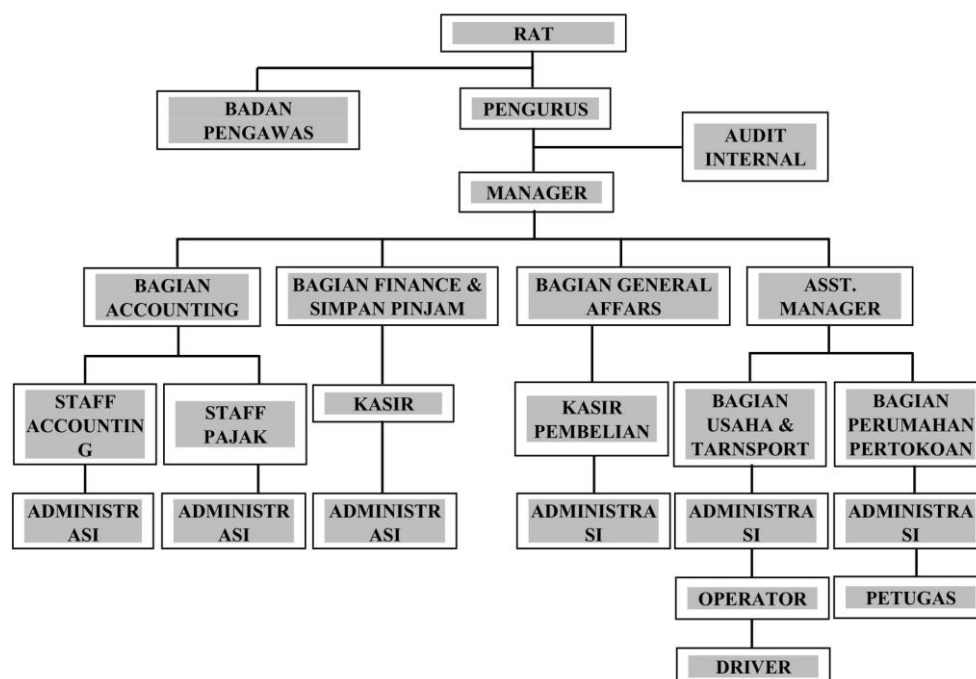 RAT
BADAN
PENGAWAS
PENGURUS
AUDIT
INTERNAL
MANAGER
BAGIAN
ACCOUNTING
BAGIAN FINANCE &
SIMPAN PINJAM
BAGIAN GENERAL
AFFARS
ASST.
MANAGER
STAFF
ACCOUNTIN
G
STAFF
PAJAK
KASIR
KASIR
PEMBELIAN
BAGIAN
USAHA &
TARNSPORT
BAGIAN
PERUMAHAN
PERTOKOAN
ADMINISTR
ASI
ADMINISTR
ASI
ADMINISTR
ASI
ADMINISTRA
SI
ADMINISTRA
SI
ADMINISTRA
SI
OPERATOR
PETUGAS
DRIVER